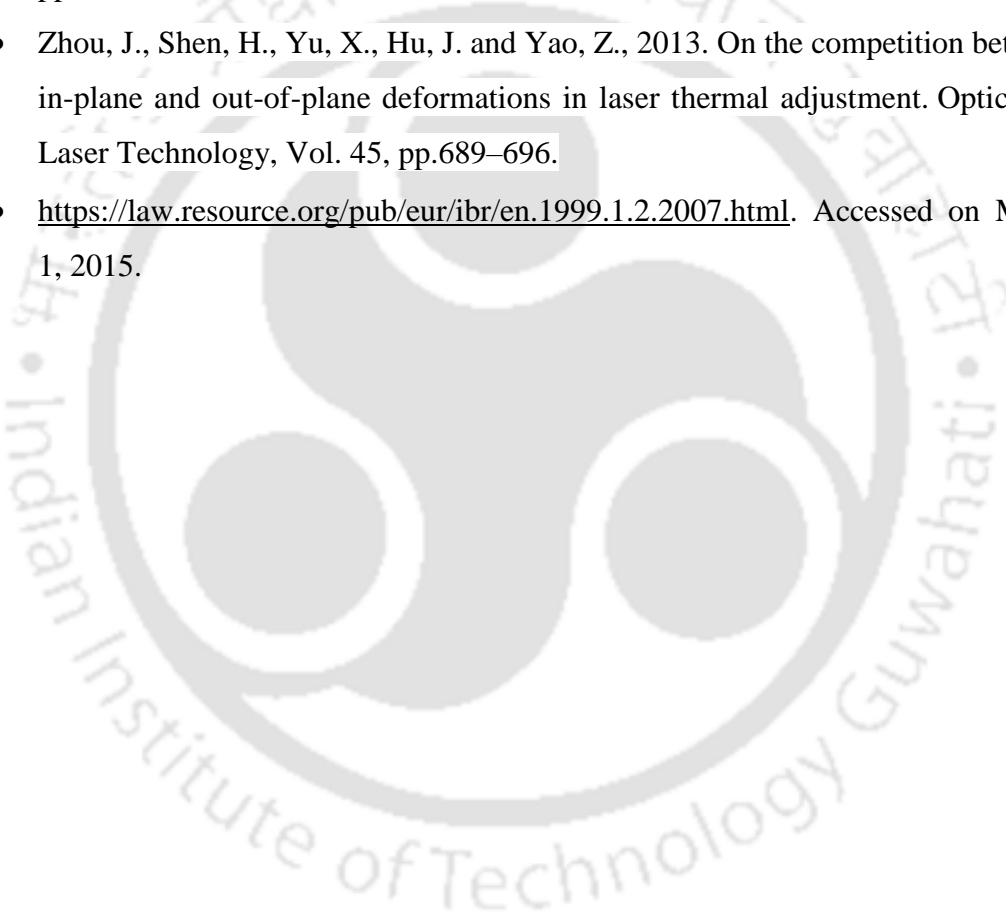 • Zhou, J., Shen, H., Yu, X., Hu, J. and Yao, Z., 2013. On the competition
in-plane and out-of-plane deformations in laser thermal adjustment.
Laser Technology, Vol. 45, pp.689–696.
• https://law.resource.org/pub/eur/ibr/en.1999.1.2.2007.html. Accessed on
1, 2015.
Indian Institute of Technology Guwahati